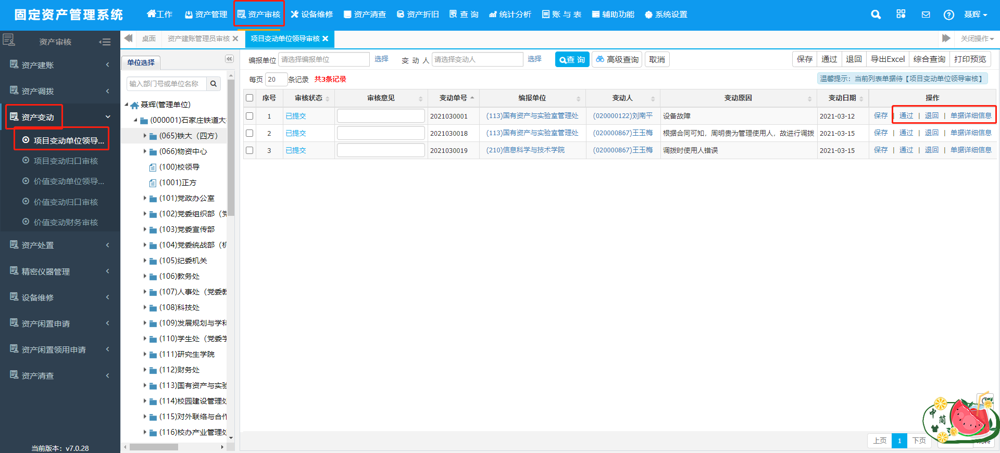 固定资产管理系统 工作 资产管理 资产审核 设备维修 资产清查 资产折旧 查 询 统计分析 账 与 表 辅助功能 系统设置 聂辉
资产审核
资产建账
资产调拨
资产变动
项目变动单位领导...
项目变动归口审核
价值变动单位领导...
价值变动归口审核
价值变动财务审核
资产处置
精密仪器管理
设备维修
资产闲置申请
资产闲置领用申请
资产清查
当前版本：v7.0.28
桌面 资产建账管理员审核 项目变动单位领导审核 关闭操作
单位选择
输入部门号或单位名称
聂辉(管理单位)
(000001)石家庄铁道大
(065)铁大（四方）
(066)物资中心
(100)校领导
(1001)正方
(101)党政办公室
(102)党委组织部（党
(103)党委宣传部
(104)党委统战部（机
(105)纪委机关
(106)教务处
(107)人事处（党委教
(108)科技处
(109)发展规划与学科
(110)学生处（党委学
(111)研究生学院
(112)财务处
(113)国有资产与实验
(114)校园建设管理处
(115)对外联络与合作
(116)校办产业管理处
编报单位 请选择编报单位 选择 变 动 人 请选择变动人 选择 查 询 高级查询 取消 保存 通过 退回 导出Excel 综合查询 打印预览
每页 20 条记录 共3条记录 温馨提示：当前列表单据待【项目变动单位领导审核】
序号 审核状态 审核意见 变动单号 编报单位 变动人 变动原因 变动日期 操作
1 已提交 2021030001 (113)国有资产与实验室管理处 (020000122)刘南平 设备故障 2021-03-12 保存 | 通过 | 退回 | 单据详细信息
2 已提交 2021030018 (113)国有资产与实验室管理处 (020000867)王玉梅 根据合同可知，周明贵为管理使用人，故进行调拨 2021-03-15 保存 | 通过 | 退回 | 单据详细信息
3 已提交 2021030019 (210)信息科学与技术学院 (020000867)王玉梅 调拨时使用人错误 2021-03-15 保存 | 通过 | 退回 | 单据详细信息
上页 1 下页
中 简